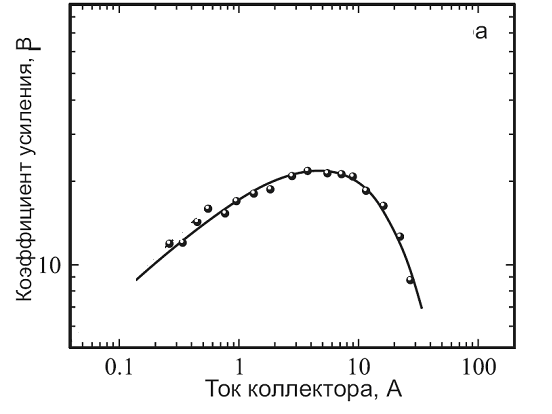 а
Коэффициент усиления, В
10
0.1 1 10 100
Ток коллектора, А